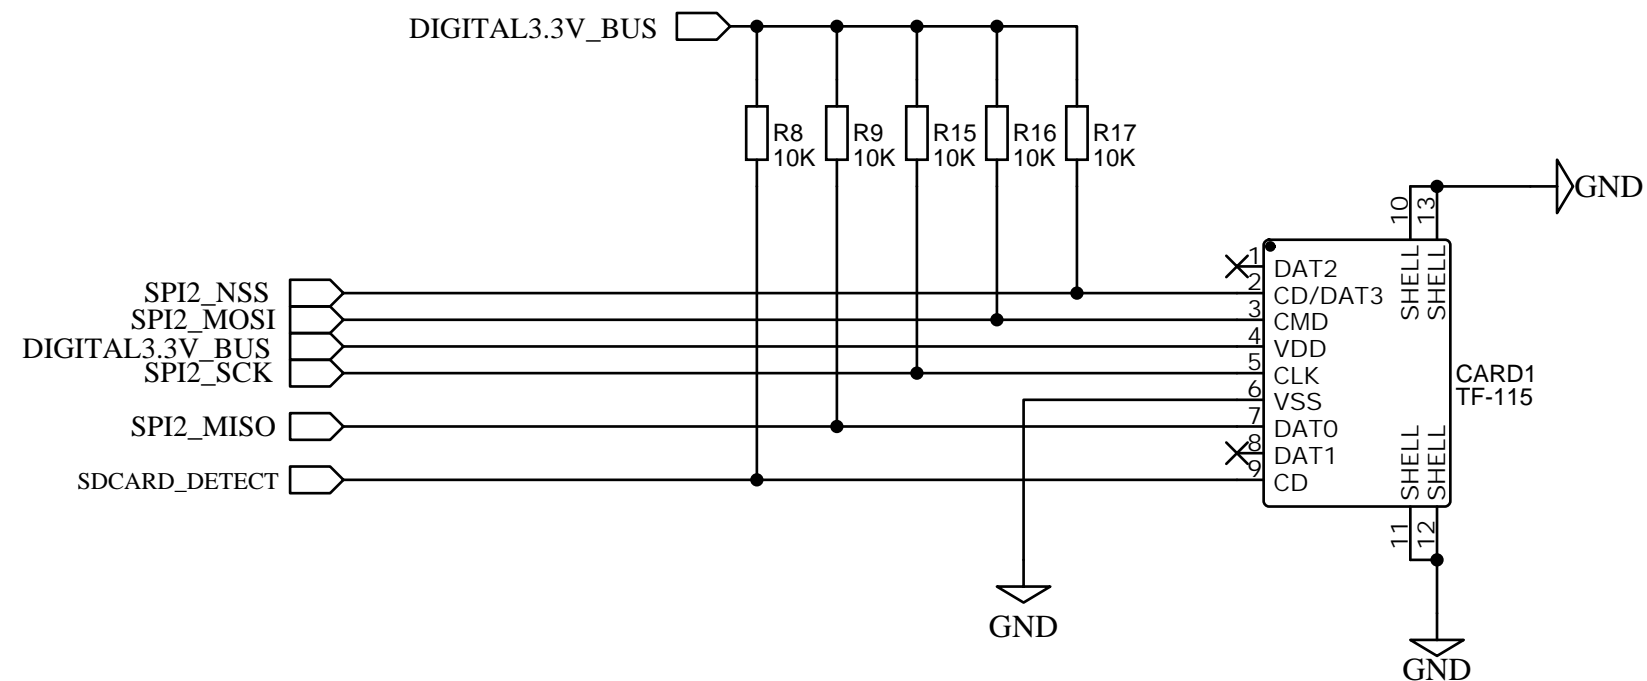 DIGITAL3.3V_BUS
R8
10K
R9
10K
R15
10K
R16
10K
R17
10K
GND
10
13
SHELL
SHELL
SPI2_NSS
SPI2_MOSI
DIGITAL3.3V_BUS
SPI2_SCK
SPI2_MISO
SDCARD_DETECT
1
DAT2
2
CD/DAT3
3
CMD
4
VDD
5
CLK
6
VSS
7
DAT0
8
DAT1
9
CD
CARD1
TF-115
SHELL
SHELL
11
12
GND
GND